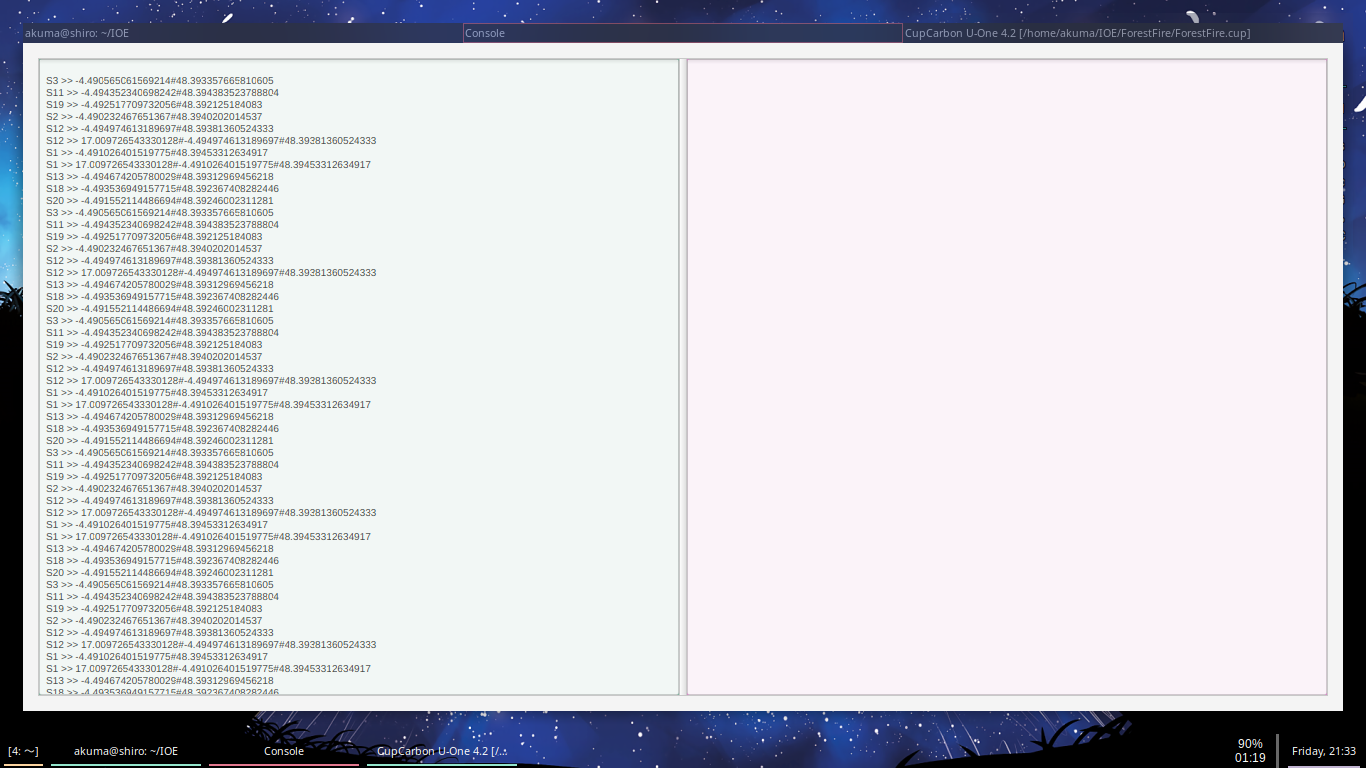 akuma@shiro: ~/IOE
Console
CupCarbon U-One 4.2 [/home/akuma/IOE/ForestFire/ForestFire.cup]
S3 >> -4.490565061569214#48.393357665810605
S11 >> -4.494352340698242#48.394383523788804
S19 >> -4.492517709732056#48.392125184083
S2 >> -4.490232467651367#48.3940202014537
S12 >> -4.494974613189697#48.39381360524333
S12 >> 17.009726543330128#-4.494974613189697#48.39381360524333
S1 >> -4.491026401519775#48.39453312634917
S1 >> 17.009726543330128#-4.491026401519775#48.39453312634917
S13 >> -4.494674205780029#48.39312969456218
S18 >> -4.493536949157715#48.392367408282446
S20 >> -4.491552114486694#48.39246002311281
S3 >> -4.490565061569214#48.393357665810605
S11 >> -4.494352340698242#48.394383523788804
S19 >> -4.492517709732056#48.392125184083
S2 >> -4.490232467651367#48.3940202014537
S12 >> -4.494974613189697#48.39381360524333
S12 >> 17.009726543330128#-4.494974613189697#48.39381360524333
S13 >> -4.494674205780029#48.39312969456218
S18 >> -4.493536949157715#48.392367408282446
S20 >> -4.491552114486694#48.39246002311281
S3 >> -4.490565061569214#48.393357665810605
S11 >> -4.494352340698242#48.394383523788804
S19 >> -4.492517709732056#48.392125184083
S2 >> -4.490232467651367#48.3940202014537
S12 >> -4.494974613189697#48.39381360524333
S12 >> 17.009726543330128#-4.494974613189697#48.39381360524333
S1 >> -4.491026401519775#48.39453312634917
S1 >> 17.009726543330128#-4.491026401519775#48.39453312634917
S13 >> -4.494674205780029#48.39312969456218
S18 >> -4.493536949157715#48.392367408282446
S20 >> -4.491552114486694#48.39246002311281
S3 >> -4.490565061569214#48.393357665810605
S11 >> -4.494352340698242#48.394383523788804
S19 >> -4.492517709732056#48.392125184083
S2 >> -4.490232467651367#48.3940202014537
S12 >> -4.494974613189697#48.39381360524333
S12 >> 17.009726543330128#-4.494974613189697#48.39381360524333
S1 >> -4.491026401519775#48.39453312634917
S1 >> 17.009726543330128#-4.491026401519775#48.39453312634917
S13 >> -4.494674205780029#48.39312969456218
S18 >> -4.493536949157715#48.392367408282446
S20 >> -4.491552114486694#48.39246002311281
S3 >> -4.490565061569214#48.393357665810605
S11 >> -4.494352340698242#48.394383523788804
S19 >> -4.492517709732056#48.392125184083
S2 >> -4.490232467651367#48.3940202014537
S12 >> -4.494974613189697#48.39381360524333
S12 >> 17.009726543330128#-4.494974613189697#48.39381360524333
S1 >> -4.491026401519775#48.39453312634917
S1 >> 17.009726543330128#-4.491026401519775#48.39453312634917
S13 >> -4.494674205780029#48.39312969456218
S18 >> -4.493536949157715#48.392367408282446
[4: ~]
akuma@shiro: ~/IOE
Console
CupCarbon U-One 4.2 [/...
90%
01:19
Friday, 21:33